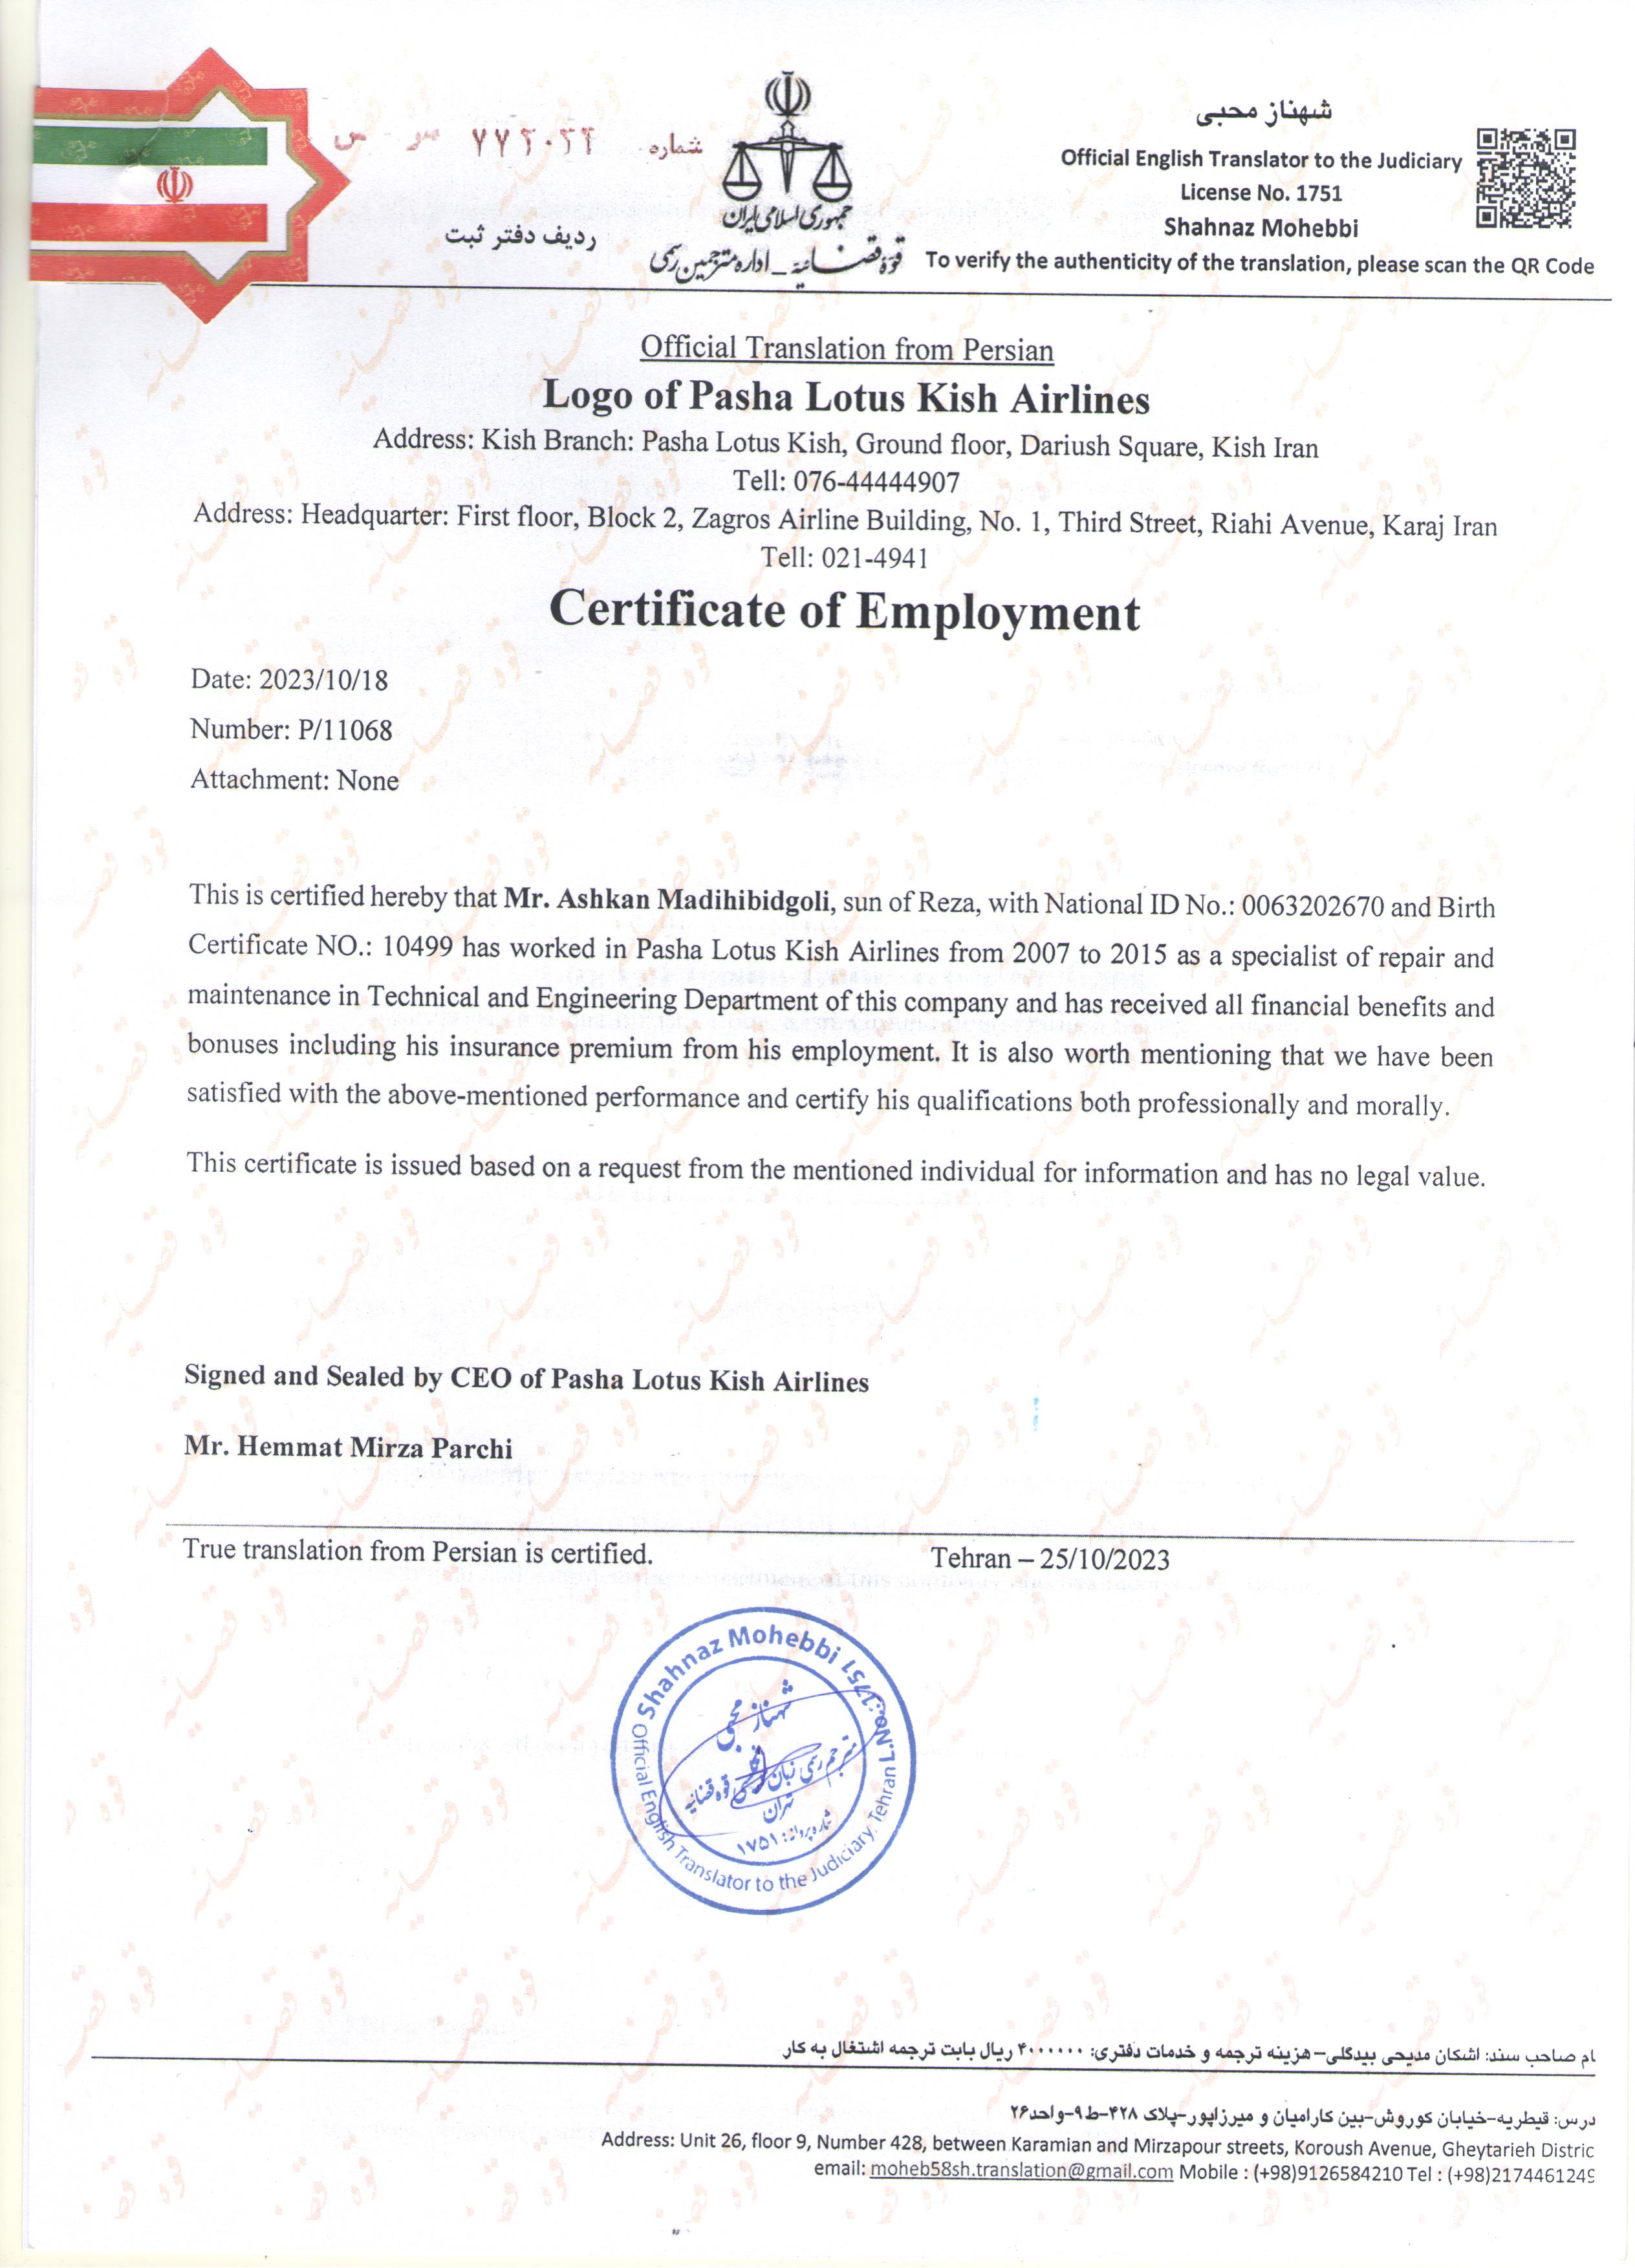 شماره ۷۷۲۰۲۲ س س
ردیف دفتر ثبت
جمهوری اسلامی ایران
قوه قضائیه - اداره مترجمین رسمی
شهناز محبی
Official English Translator to the Judiciary
License No. 1751
Shahnaz Mohebbi
To verify the authenticity of the translation, please scan the QR Code
Official Translation from Persian
Logo of Pasha Lotus Kish Airlines
Address: Kish Branch: Pasha Lotus Kish, Ground floor, Dariush Square, Kish Iran
Tell: 076-44444907
Address: Headquarter: First floor, Block 2, Zagros Airline Building, No. 1, Third Street, Riahi Avenue, Karaj Iran
Tell: 021-4941
Certificate of Employment
Date: 2023/10/18
Number: P/11068
Attachment: None
This is certified hereby that Mr. Ashkan Madihibidgoli, sun of Reza, with National ID No.: 0063202670 and Birth
Certificate NO.: 10499 has worked in Pasha Lotus Kish Airlines from 2007 to 2015 as a specialist of repair and
maintenance in Technical and Engineering Department of this company and has received all financial benefits and
bonuses including his insurance premium from his employment. It is also worth mentioning that we have been
satisfied with the above-mentioned performance and certify his qualifications both professionally and morally.
This certificate is issued based on a request from the mentioned individual for information and has no legal value.
Signed and Sealed by CEO of Pasha Lotus Kish Airlines
Mr. Hemmat Mirza Parchi
True translation from Persian is certified. Tehran – 25/10/2023
Shahnaz Mohebbi L.No.:1751
Official English Translator to the Judiciary. Tehran
شهناز محبی
مترجم رسمی زبان انگلیسی قوه قضائیه
تهران
شماره پروانه: ۱۷۵۱
ام صاحب سند: اشکان مدیحی بیدگلی-هزینه ترجمه و خدمات دفتری: ۴۰۰۰۰۰۰ ریال بابت ترجمه اشتغال به کار
درس: قیطریه-خیابان کوروش-بین کارامیان و میرزاپور-پلاک ۴۲۸-ط۹-واحد۲۶
Address: Unit 26, floor 9, Number 428, between Karamian and Mirzapour streets, Koroush Avenue, Gheytarieh Distric
email: moheb58sh.translation@gmail.com Mobile : (+98)9126584210 Tel : (+98)217446124